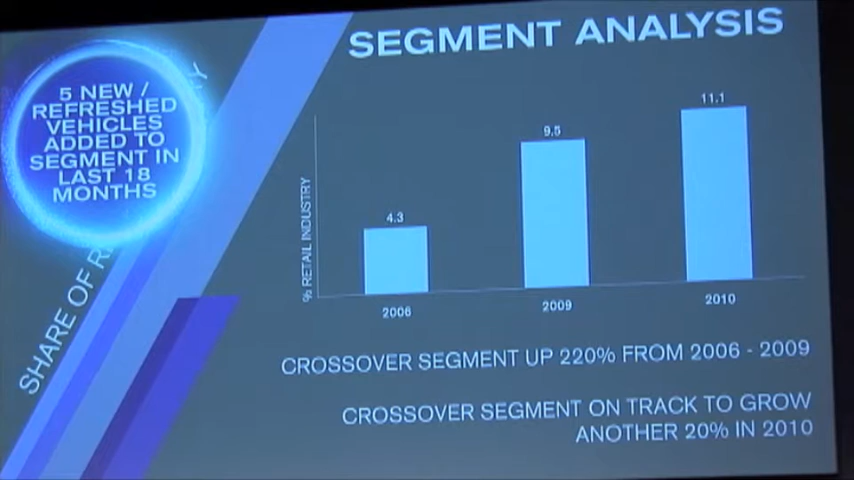 SEGMENT ANALYSIS
5 NEW /
REFRESHED
VEHICLES
ADDED TO
SEGMENT IN
LAST 18
MONTHS
SHARE OF
% RETAIL INDUSTRY
4.3
9.5
11.1
2006
2009
2010
CROSSOVER SEGMENT UP 220% FROM 2006 - 2009
CROSSOVER SEGMENT ON TRACK TO GROW
ANOTHER 20% IN 2010